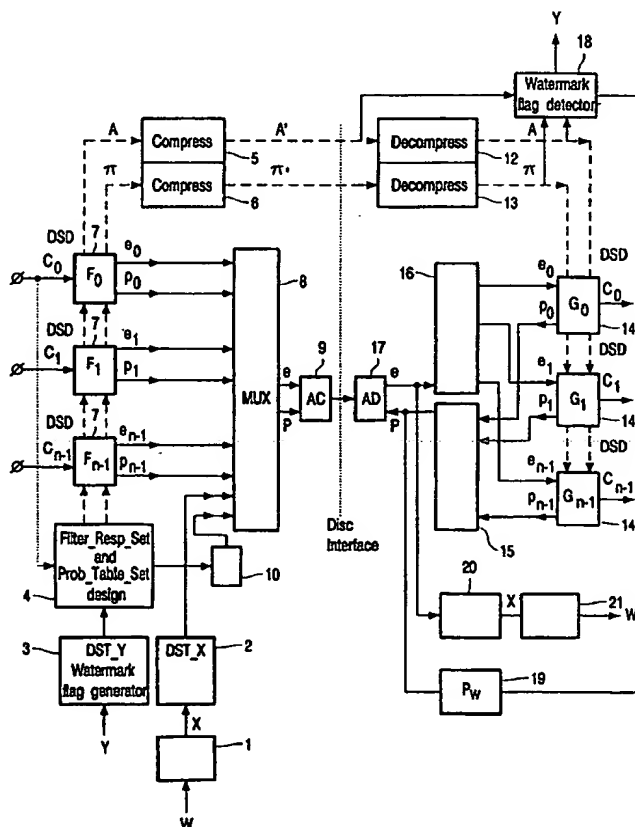 Y
18
Watermark
flag detector
A
Compress
A'
Decompress
A
5
12
π
Compress
π'
Decompress
π
6
13
DSD
7
C0
F0
e0
p0
8
16
DSD
e0
p0
G0
C0
14
DSD
7
C1
F1
e1
p1
MUX
9
17
e
p
AC
AD
e
p
DSD
e1
p1
G1
C1
14
DSD
7
Cn-1
Fn-1
en-1
pn-1
DSD
en-1
pn-1
Gn-1
Cn-1
14
15
Disc
Interface
Filter_Resp_Set
and
Prob_Table_Set
design
4
10
20
X
21
W
3
DST_Y
Watermark
flag generator
DST_X
2
Pw
19
Y
X
1
W